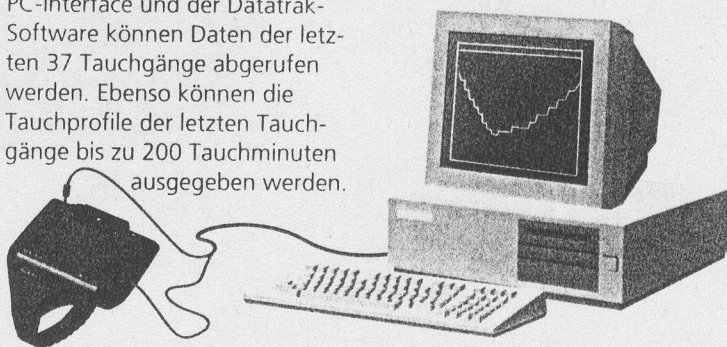 PC-Interface und der Datatrak-
Software können Daten der letz-
ten 37 Tauchgänge abgerufen
werden. Ebenso können die
Tauchprofile der letzten Tauch-
gänge bis zu 200 Tauchminuten
ausgegeben werden.